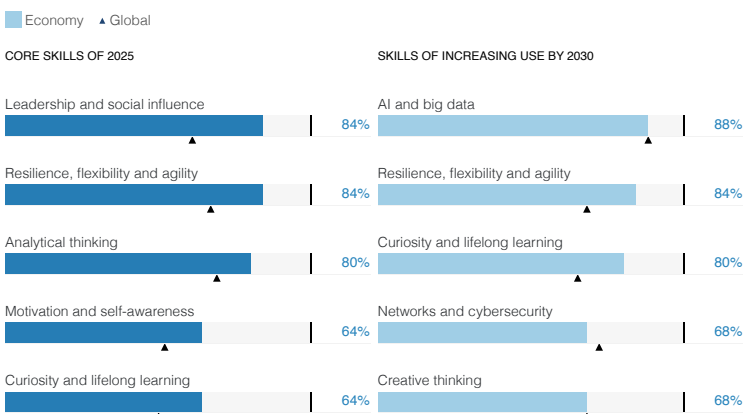 Economy Global
CORE SKILLS OF 2025
Leadership and social influence
84%
Resilience, flexibility and agility
84%
Analytical thinking
80%
Motivation and self-awareness
64%
Curiosity and lifelong learning
64%
SKILLS OF INCREASING USE BY 2030
AI and big data
88%
Resilience, flexibility and agility
84%
Curiosity and lifelong learning
80%
Networks and cybersecurity
68%
Creative thinking
68%